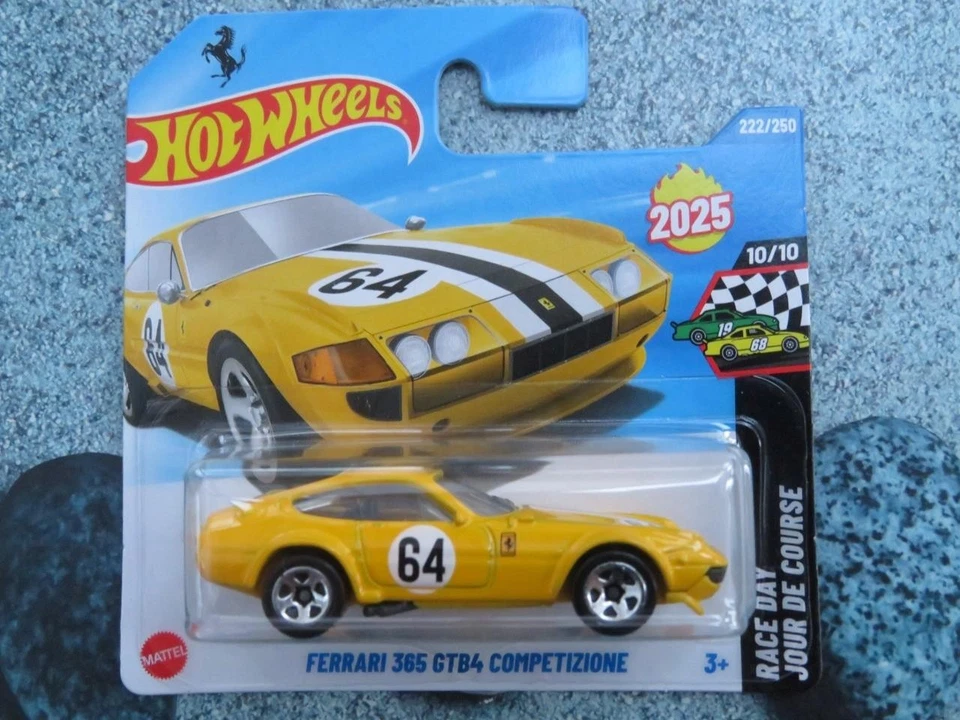 HOT WHEELS
222/250
2025
10/10
19
68
64
64
64
MATTEL
FERRARI 365 GTB4 COMPETIZIONE
3+
RACE DAY
JOUR DE COURSE